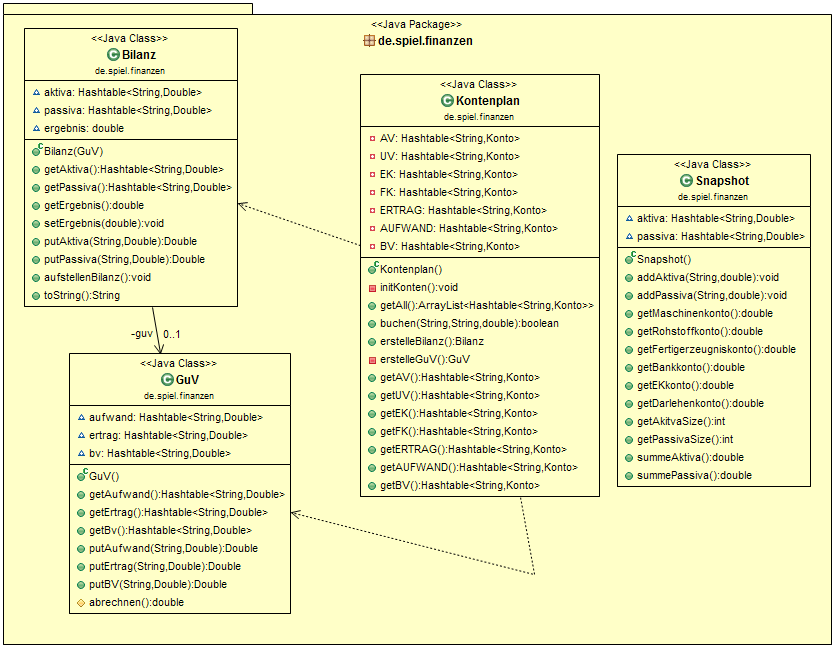 <<Java Package>>
de.spiel.finanzen
<<Java Class>>
Bilanz
de.spiel.finanzen
aktiva: Hashtable<String,Double>
passiva: Hashtable<String,Double>
ergebnis: double
Bilanz(GuV)
getAktiva():Hashtable<String,Double>
getPassiva():Hashtable<String,Double>
getErgebnis():double
setErgebnis(double):void
putAktiva(String,Double):Double
putPassiva(String,Double):Double
aufstellenBilanz():void
toString():String
-guv 0..1
<<Java Class>>
GuV
de.spiel.finanzen
aufwand: Hashtable<String,Double>
ertrag: Hashtable<String,Double>
bv: Hashtable<String,Double>
GuV()
getAufwand():Hashtable<String,Double>
getErtrag():Hashtable<String,Double>
getBv():Hashtable<String,Double>
putAufwand(String,Double):Double
putErtrag(String,Double):Double
putBV(String,Double):Double
abrechnen():double
<<Java Class>>
Kontenplan
de.spiel.finanzen
AV: Hashtable<String,Konto>
UV: Hashtable<String,Konto>
EK: Hashtable<String,Konto>
FK: Hashtable<String,Konto>
ERTRAG: Hashtable<String,Konto>
AUFWAND: Hashtable<String,Konto>
BV: Hashtable<String,Konto>
Kontenplan()
initKonten():void
getAll():ArrayList<Hashtable<String,Konto>>
buchen(String,String,double):boolean
erstelleBilanz():Bilanz
erstelleGuV():GuV
getAV():Hashtable<String,Konto>
getUV():Hashtable<String,Konto>
getEK():Hashtable<String,Konto>
getFK():Hashtable<String,Konto>
getERTRAG():Hashtable<String,Konto>
getAUFWAND():Hashtable<String,Konto>
getBV():Hashtable<String,Konto>
<<Java Class>>
Snapshot
de.spiel.finanzen
aktiva: Hashtable<String,Double>
passiva: Hashtable<String,Double>
Snapshot()
addAktiva(String,double):void
addPassiva(String,double):void
getMaschinenkonto():double
getRohstoffkonto():double
getFertigerzeugniskonto():double
getBankkonto():double
getEKkonto():double
getDarlehenkonto():double
getAkitvaSize():int
getPassivaSize():int
summeAktiva():double
summePassiva():double